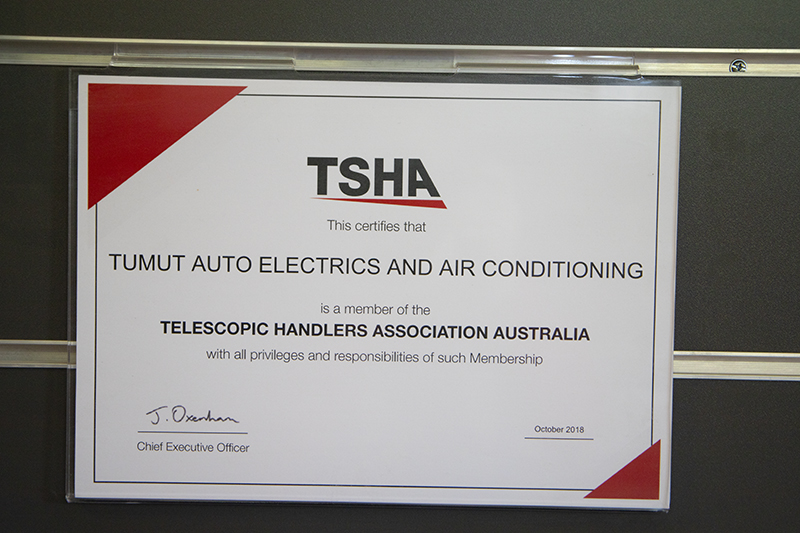 TSHA
This certifies that
TUMUT AUTO ELECTRICS AND AIR CONDITIONING
is a member of the
TELESCOPIC HANDLERS ASSOCIATION AUSTRALIA
with all privileges and responsibilities of such Membership
J. Oxenham
Chief Executive Officer
October 2018